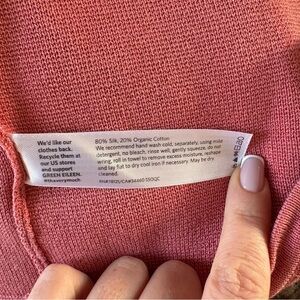 We'd like our
clothes back.
Recycle them at
our US stores
and support
GREEN EILEEN.
80% Silk, 20% Organic Cotton
We recommend hand wash cold, separately, using mild
detergent, no bleach, rinse well, gently squeeze, do not
wring, roll in towel to remove excess moisture, reshape
and lay flat to dry cool iron if necessary. May be dry
cleaned.